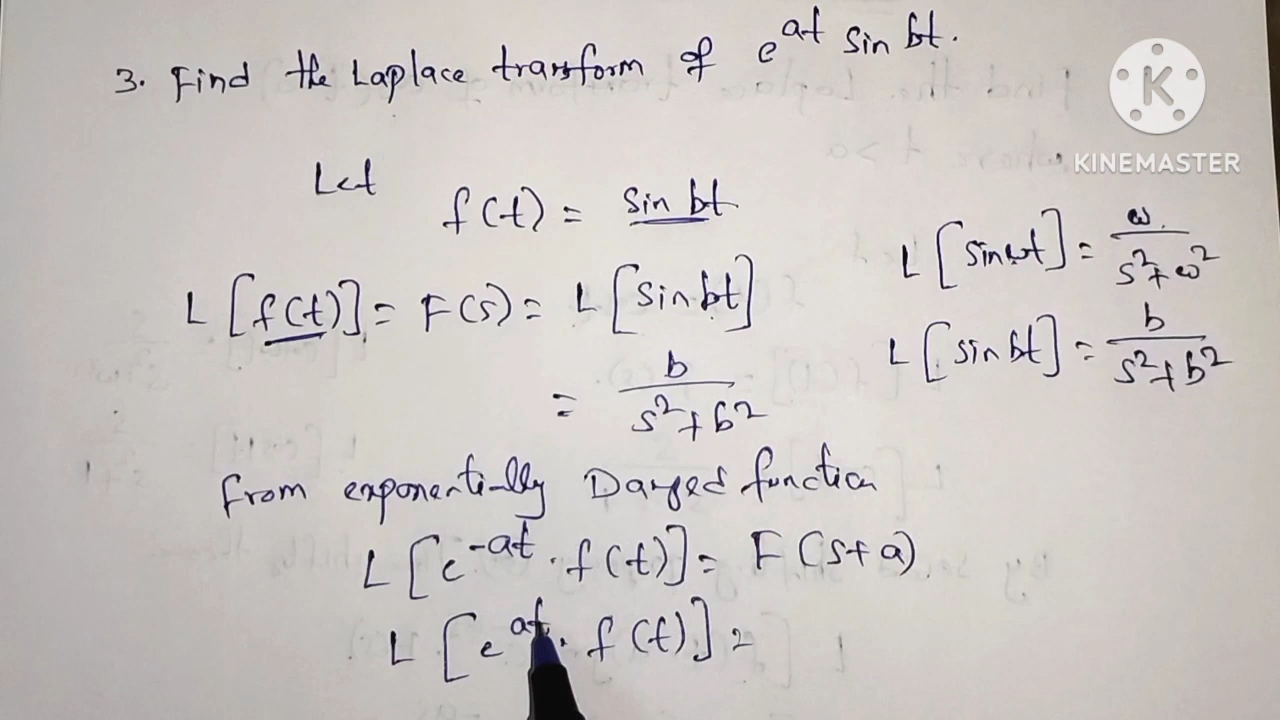 3. Find the Laplace transform of e^at sin bt.
K
KINEMASTER
Let
f(t) = sin bt
L[sin ωt] = ω/(s²+ω²)
L[f(t)] = F(s) = L[sin bt]
L[sin bt] = b/(s²+b²)
= b/(s²+b²)
From exponentially Damped function
L[e^-at . f(t)] = F(s+a)
L[e^at . f(t)] =